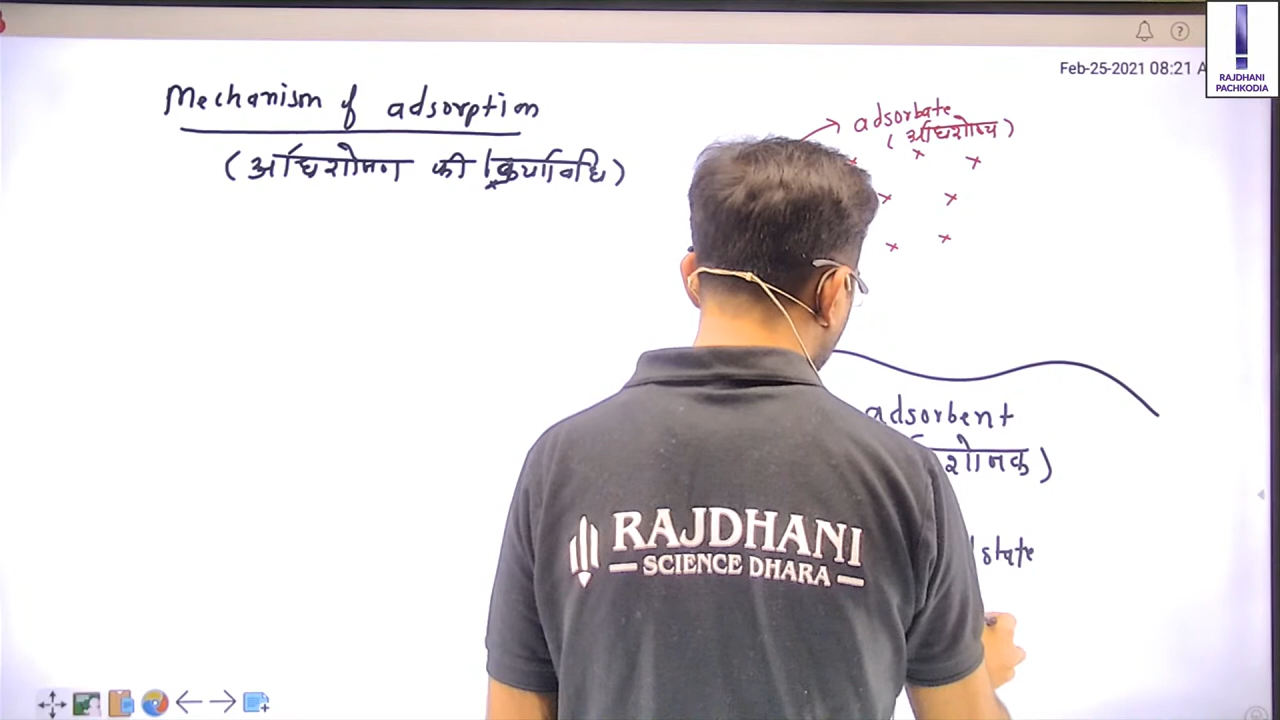 RAJDHANI
PACHKODIA
Feb-25-2021 08:21 A
Mechanism of adsorption
(अधिशोषण की क्रियाविधि)
adsorbate
(अधिशोष्य)
adsorbent
शोषक)
state
RAJDHANI
SCIENCE DHARA